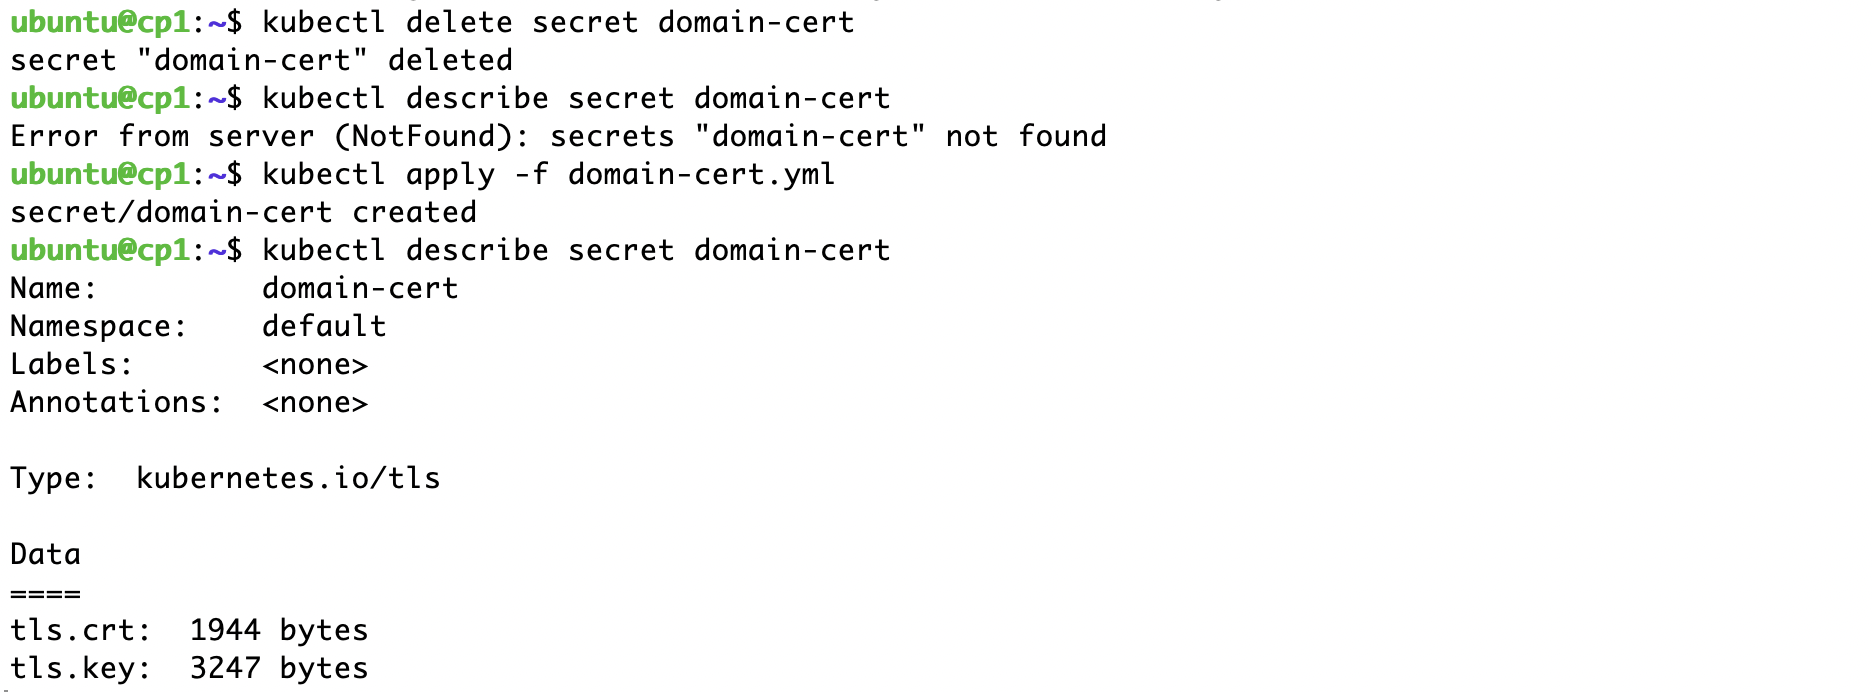 ubuntu@cp1:~$ kubectl delete secret domain-cert
secret "domain-cert" deleted
ubuntu@cp1:~$ kubectl describe secret domain-cert
Error from server (NotFound): secrets "domain-cert" not found
ubuntu@cp1:~$ kubectl apply -f domain-cert.yml
secret/domain-cert created
ubuntu@cp1:~$ kubectl describe secret domain-cert
Name:         domain-cert
Namespace:    default
Labels:       <none>
Annotations:  <none>

Type:  kubernetes.io/tls

Data
====
tls.crt:  1944 bytes
tls.key:  3247 bytes